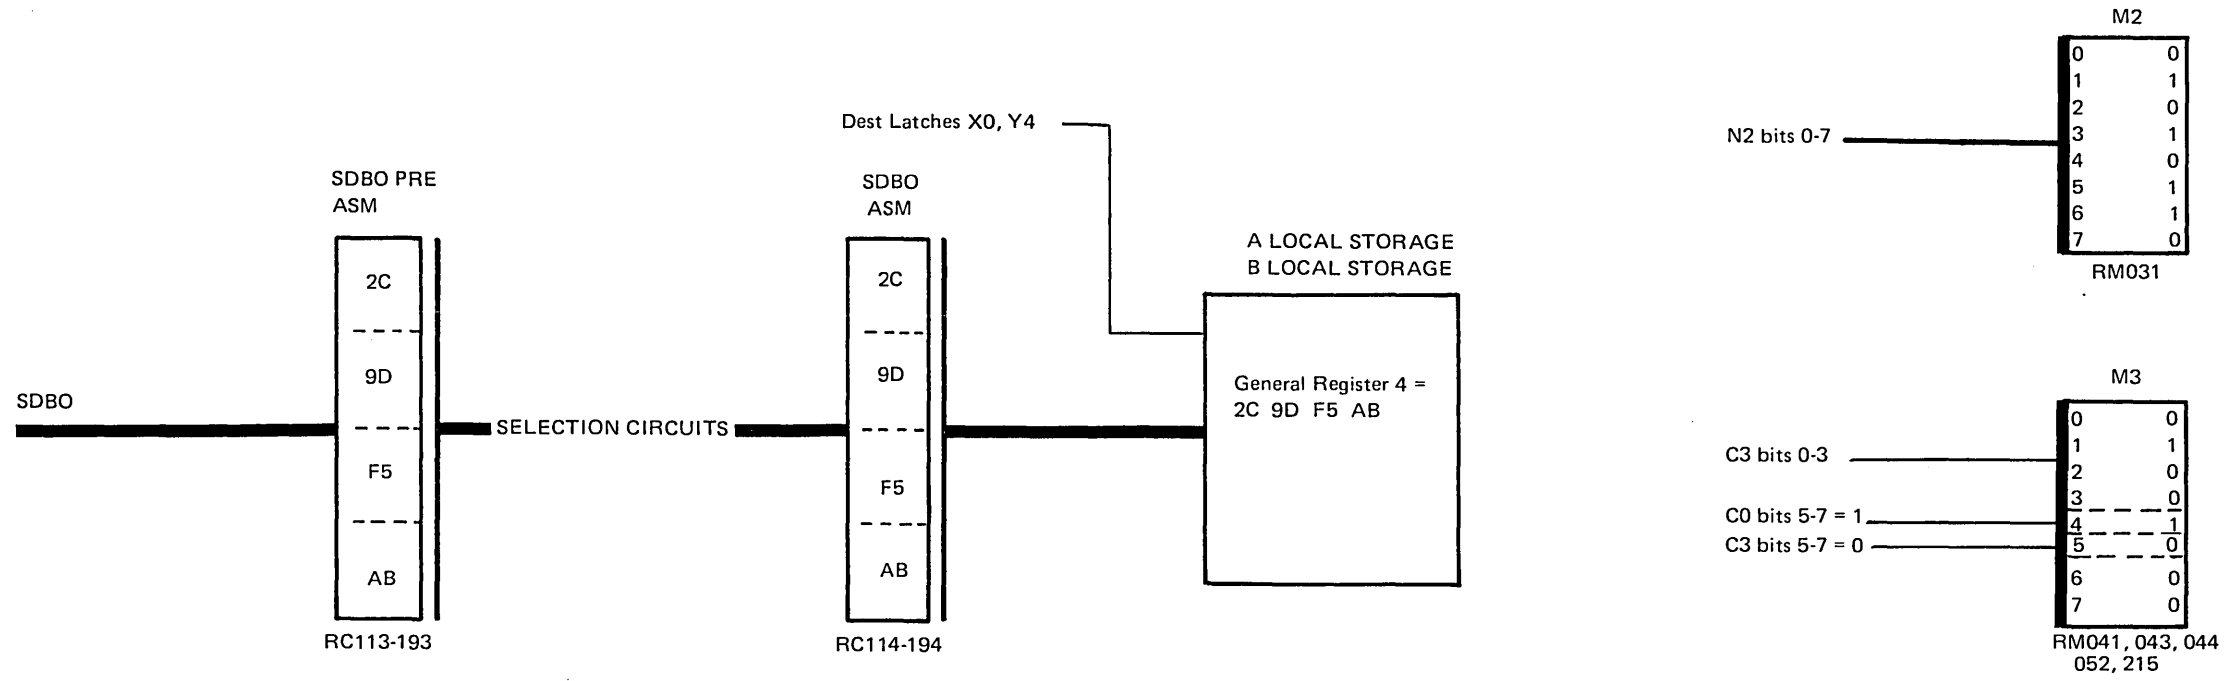 M2
0 0
1 1
2 0
3 1
4 0
5 1
6 1
7 0
RM031
N2 bits 0-7
Dest Latches X0, Y4
SDBO PRE
ASM
2C
9D
F5
AB
RC113-193
SDBO
SELECTION CIRCUITS
SDBO
ASM
2C
9D
F5
AB
RC114-194
A LOCAL STORAGE
B LOCAL STORAGE
General Register 4 =
2C 9D F5 AB
M3
0 0
1 1
2 0
3 0
4 1
5 0
6 0
7 0
RM041, 043, 044
052, 215
C3 bits 0-3
C0 bits 5-7 = 1
C3 bits 5-7 = 0